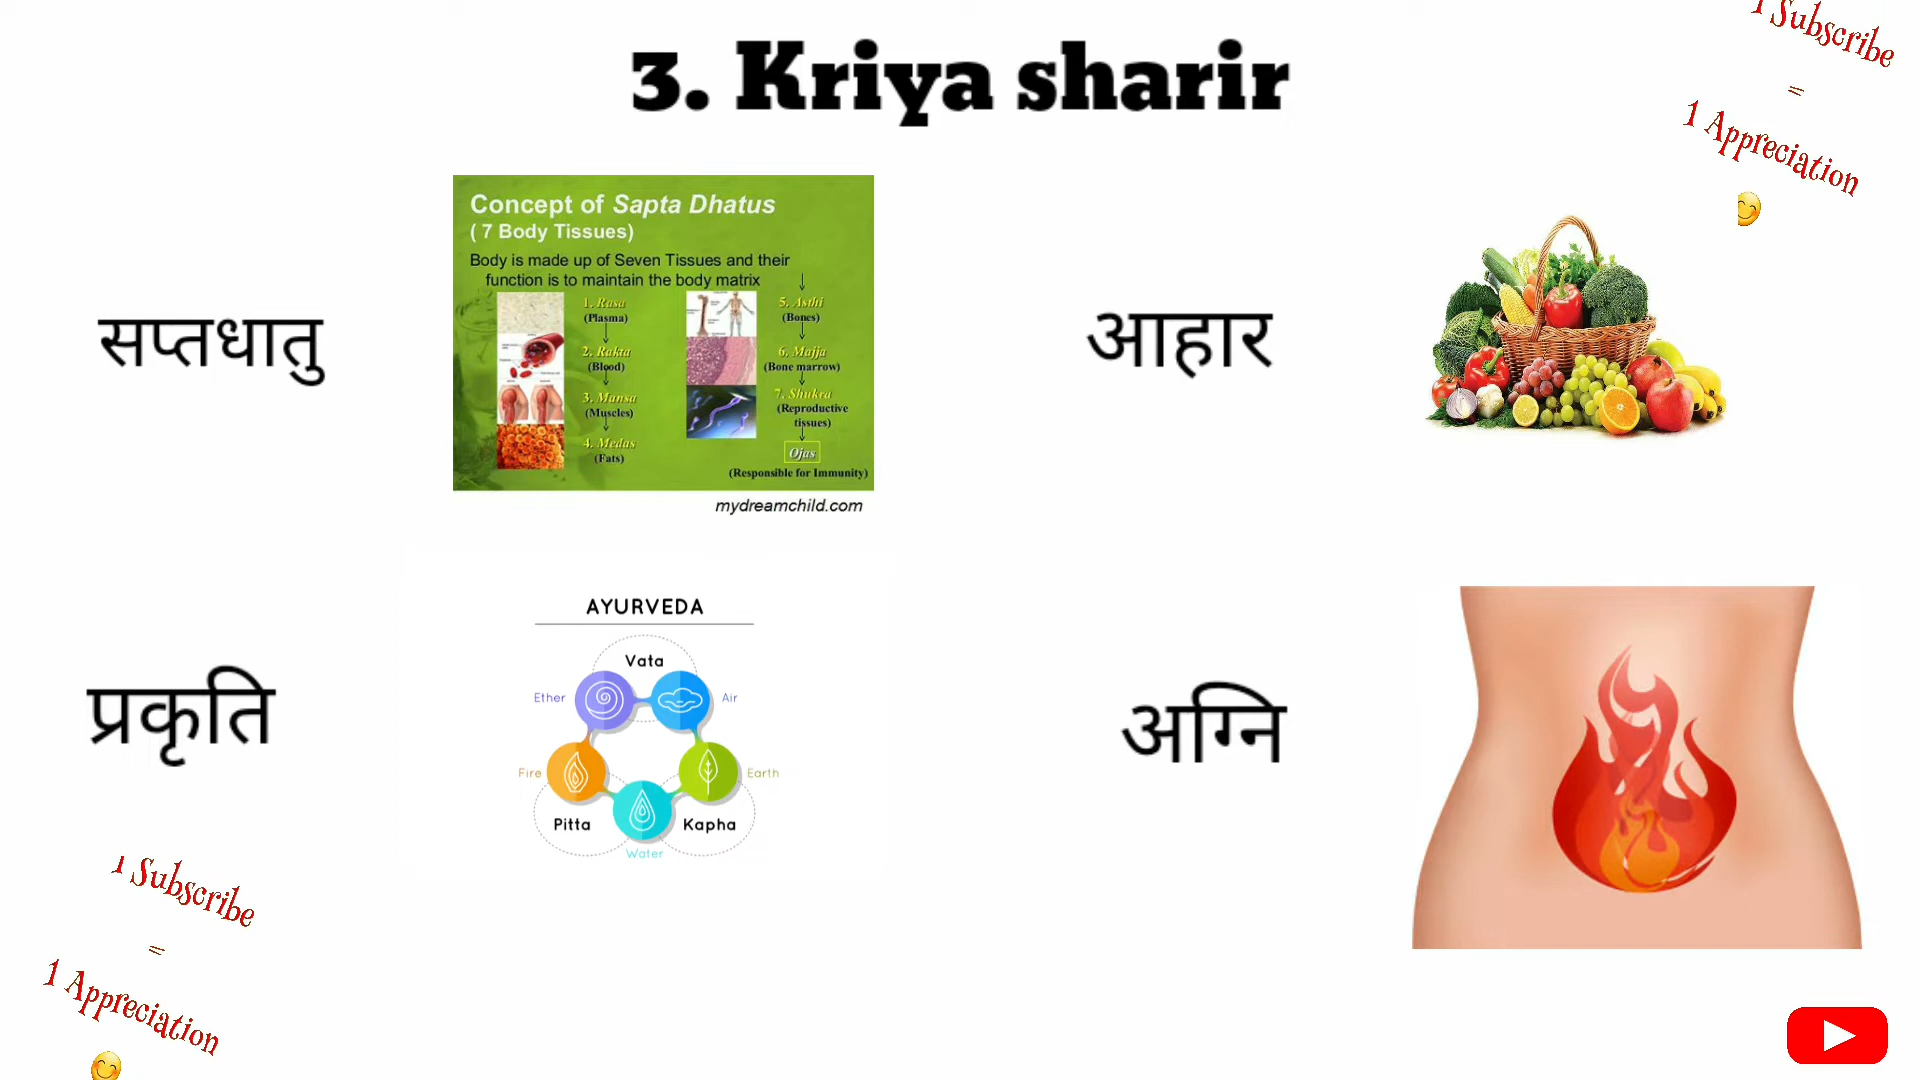 3. Kriya sharir
1 Subscribe
=
1 Appreciation
सप्तधातु
Concept of Sapta Dhatus
( 7 Body Tissues)
Body is made up of Seven Tissues and their
function is to maintain the body matrix
1. Rasa
(Plasma)
2. Rakta
(Blood)
3. Mansa
(Muscles)
4. Medas
(Fats)
5. Asthi
(Bones)
6. Majja
(Bone marrow)
7. Shukra
(Reproductive
tissues)
Ojas
(Responsible for Immunity)
mydreamchild.com
आहार
प्रकृति
AYURVEDA
Vata
Ether
Air
Fire
Earth
Pitta
Kapha
Water
अग्नि
1 Subscribe
=
1 Appreciation